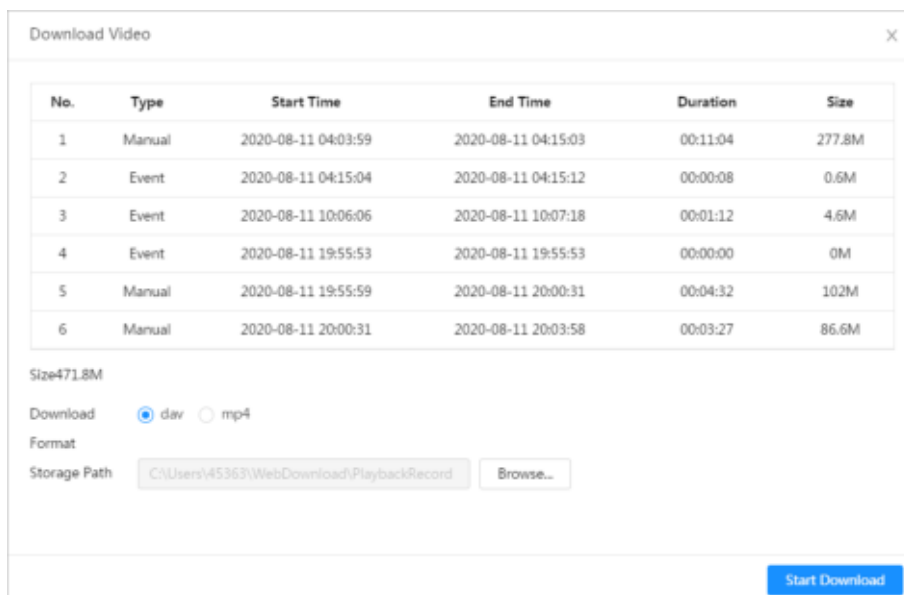 Download Video
No. Type Start Time End Time Duration Size
1 Manual 2020-08-11 04:03:59 2020-08-11 04:15:03 00:11:04 277.8M
2 Event 2020-08-11 04:15:04 2020-08-11 04:15:12 00:00:08 0.6M
3 Event 2020-08-11 10:06:06 2020-08-11 10:07:18 00:01:12 4.6M
4 Event 2020-08-11 19:55:53 2020-08-11 19:55:53 00:00:00 0M
5 Manual 2020-08-11 19:55:59 2020-08-11 20:00:31 00:04:32 102M
6 Manual 2020-08-11 20:00:31 2020-08-11 20:03:58 00:03:27 86.6M
Size471.8M
Download dav mp4
Format
Storage Path C:\Users\45363\WebDownload\PlaybackRecord Browse...
Start Download